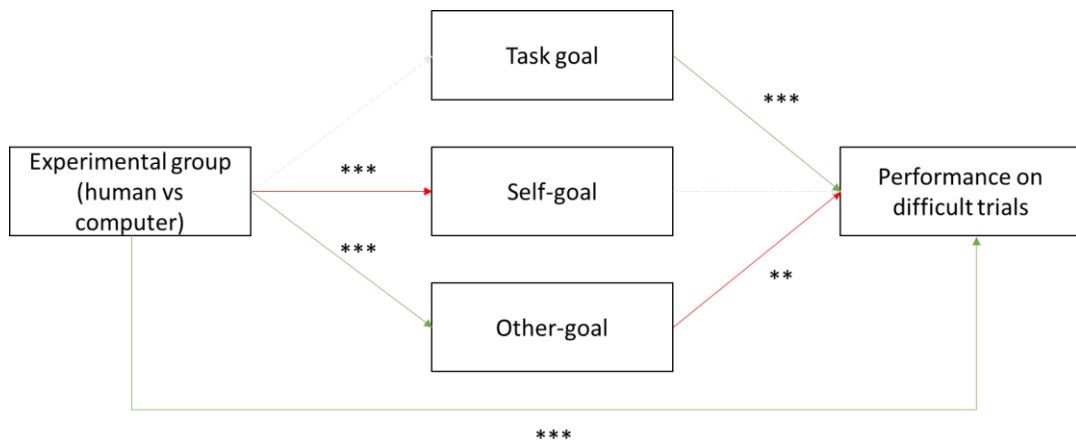 Task goal
***
Experimental group
(human vs
computer)
***
Self-goal
Performance on
difficult trials
***
**
Other-goal
***